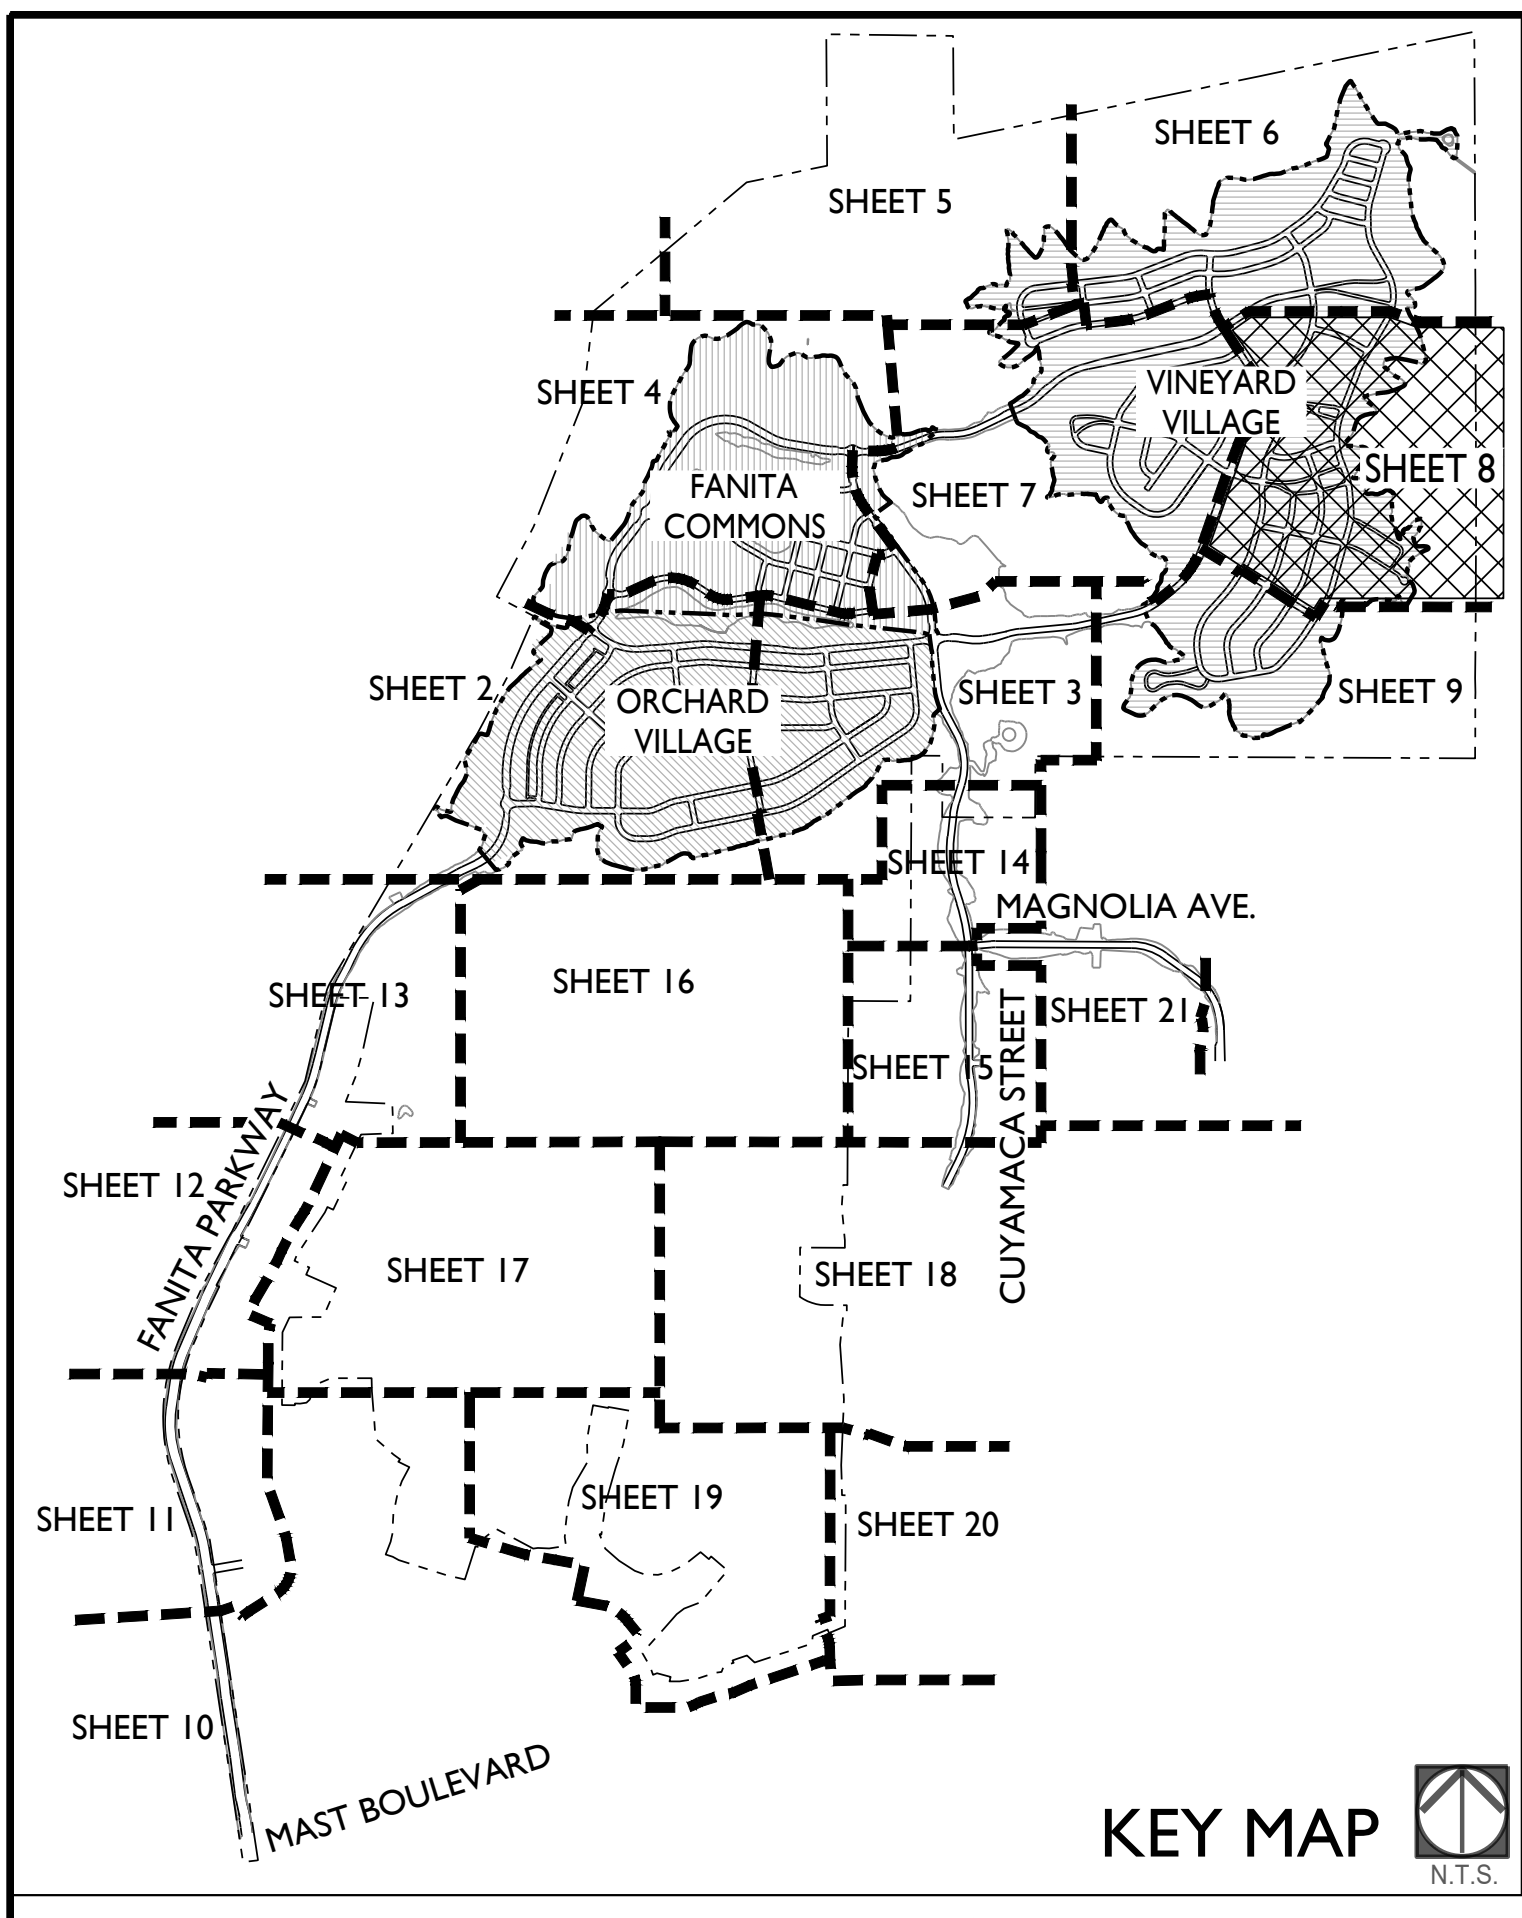 SHEET 6
SHEET 5
VINEYARD
VILLAGE
SHEET 4
SHEET 8
FANITA
COMMONS
SHEET 7
SHEET 2
ORCHARD
VILLAGE
SHEET 3
SHEET 9
SHEET 14
MAGNOLIA AVE.
SHEET 13
SHEET 16
SHEET 21
SHEET 15
CUYAMACA STREET
SHEET 12
FANITA PARKWAY
SHEET 17
SHEET 18
SHEET 19
SHEET 11
SHEET 20
SHEET 10
MAST BOULEVARD
KEY MAP
N.T.S.